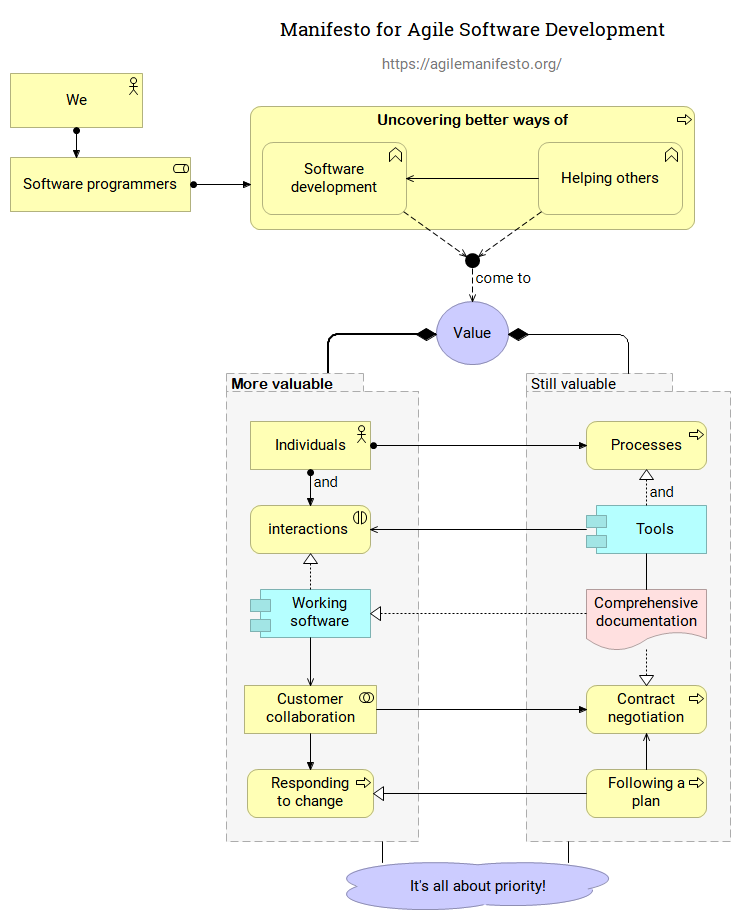 Manifesto for Agile Software Development
https://agilemanifesto.org/
We
Uncovering better ways of
Software programmers
Software
development
Helping others
come to
Value
More valuable
Still valuable
Individuals
Processes
and
and
interactions
Tools
Working
software
Comprehensive
documentation
Customer
collaboration
Contract
negotiation
Responding
to change
Following a
plan
It's all about priority!